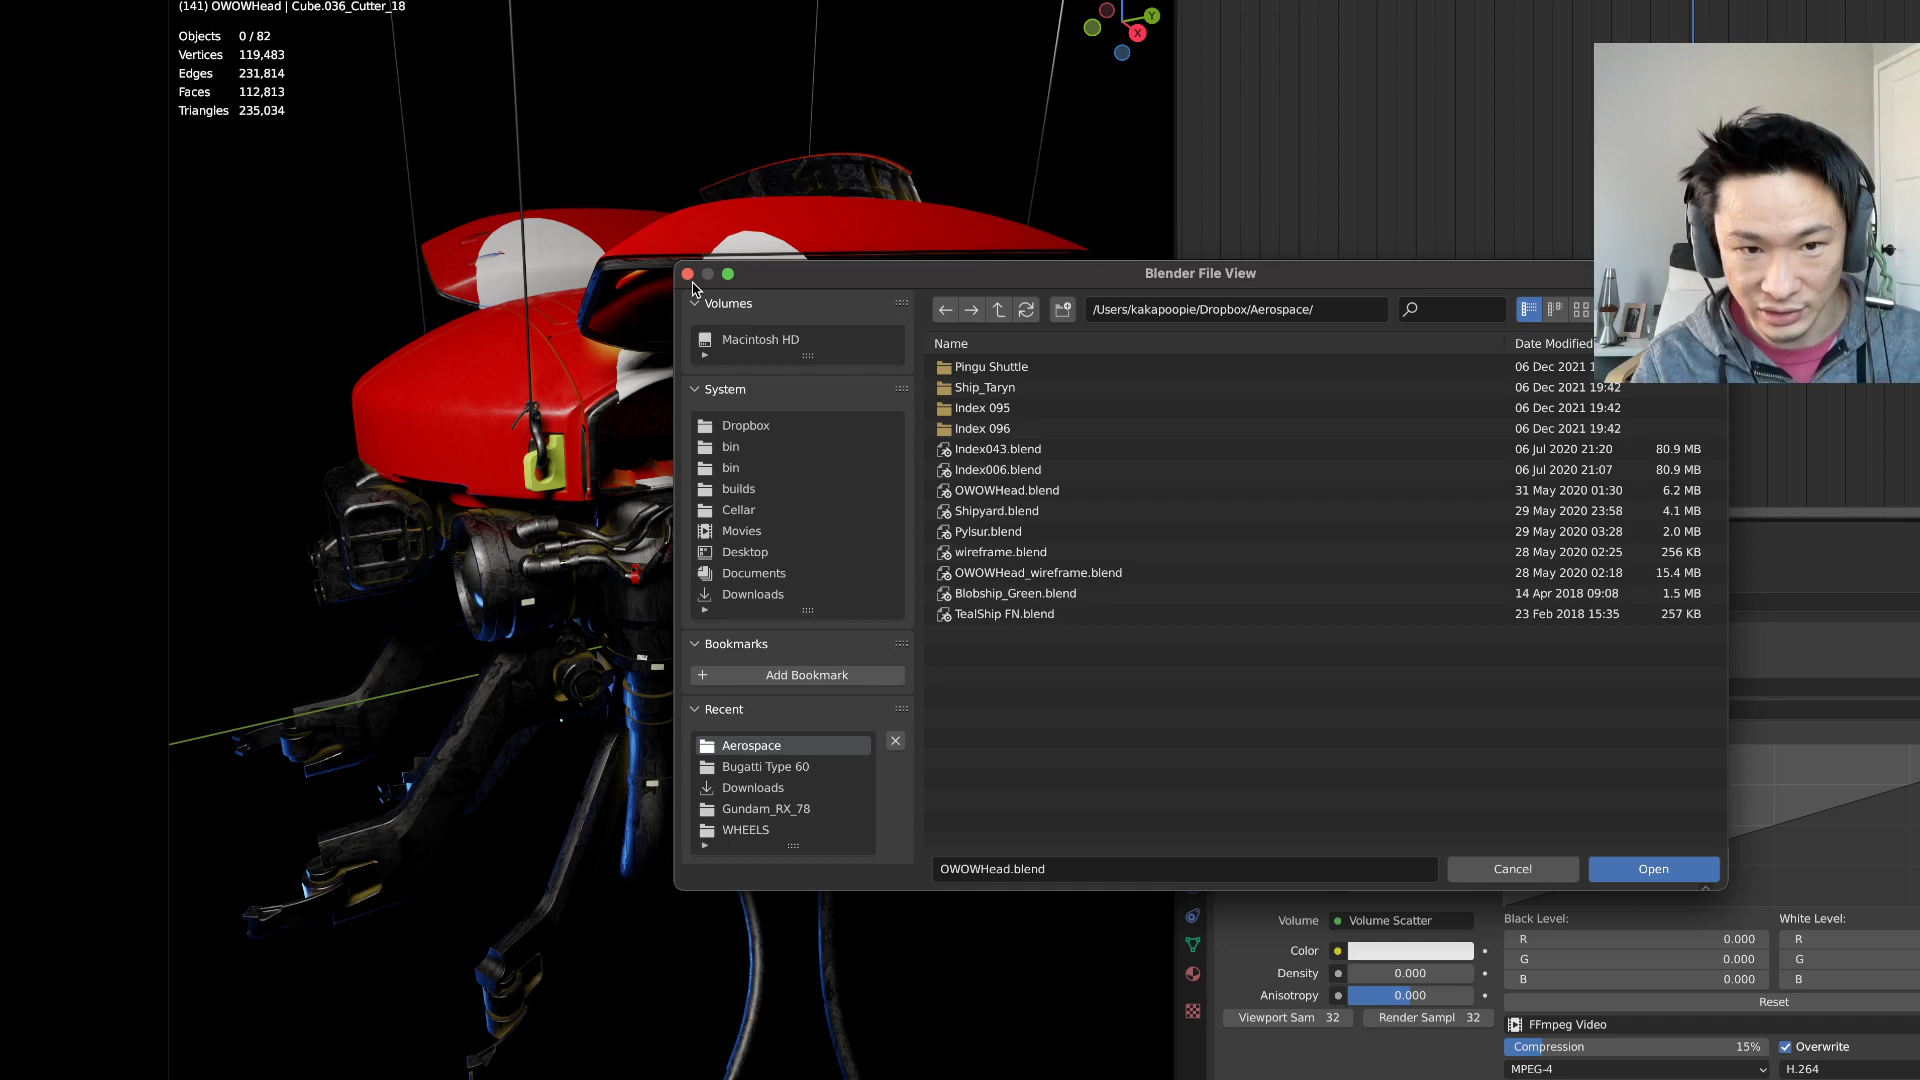 (141) OWOWHead | Cube.036_Cutter_18
Objects 0 / 82
Vertices 119,483
Edges 231,814
Faces 112,813
Triangles 235,034
Y
X
Blender File View
Volumes
Macintosh HD
System
Dropbox
bin
bin
builds
Cellar
Movies
Desktop
Documents
Downloads
Bookmarks
Add Bookmark
Recent
Aerospace
Bugatti Type 60
Downloads
Gundam_RX_78
WHEELS
/Users/kakapoopie/Dropbox/Aerospace/
Name Date Modified
Pingu Shuttle 06 Dec 2021 1
Ship_Taryn 06 Dec 2021 19:42
Index 095 06 Dec 2021 19:42
Index 096 06 Dec 2021 19:42
Index043.blend 06 Jul 2020 21:20 80.9 MB
Index006.blend 06 Jul 2020 21:07 80.9 MB
OWOWHead.blend 31 May 2020 01:30 6.2 MB
Shipyard.blend 29 May 2020 23:58 4.1 MB
Pylsur.blend 29 May 2020 03:28 2.0 MB
wireframe.blend 28 May 2020 02:25 256 KB
OWOWHead_wireframe.blend 28 May 2020 02:18 15.4 MB
Blobship_Green.blend 14 Apr 2018 09:08 1.5 MB
TealShip FN.blend 23 Feb 2018 15:35 257 KB
OWOWHead.blend Cancel Open
Volume Volume Scatter
Color
Density 0.000
Anisotropy 0.000
Viewport Sam 32 Render Sampl 32
Black Level: White Level:
R 0.000 R
G 0.000 G
B 0.000 B
Reset
FFmpeg Video
Compression 15% Overwrite
MPEG-4 H.264